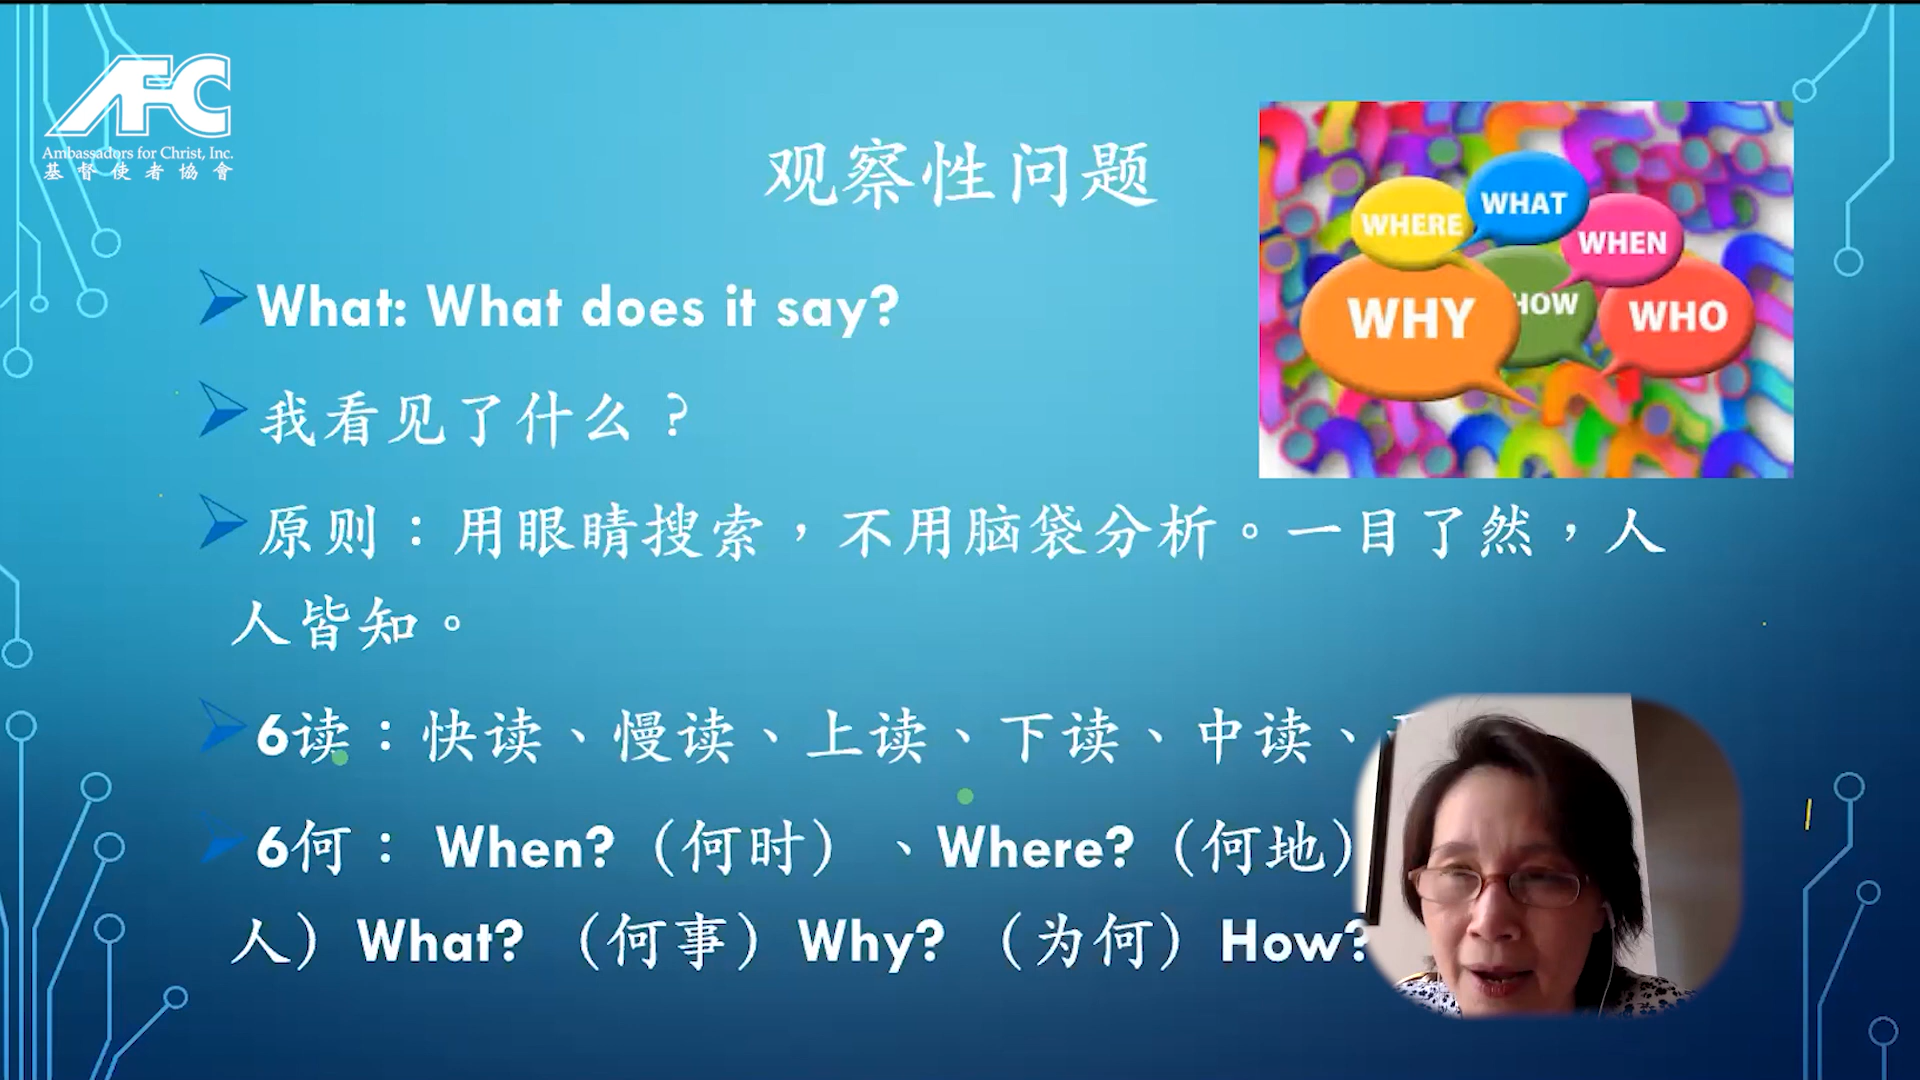 AFC
Ambassadors for Christ, Inc.
基督使者協會
观察性问题
WHERE
WHAT
WHEN
WHY
HOW
WHO
What: What does it say?
我看见了什么？
原则：用眼睛搜索，不用脑袋分析。一目了然，人
人皆知。
6读：快读、慢读、上读、下读、中读、
6何： When?（何时） 、Where?（何地）
人）What? （何事）Why? （为何）How?